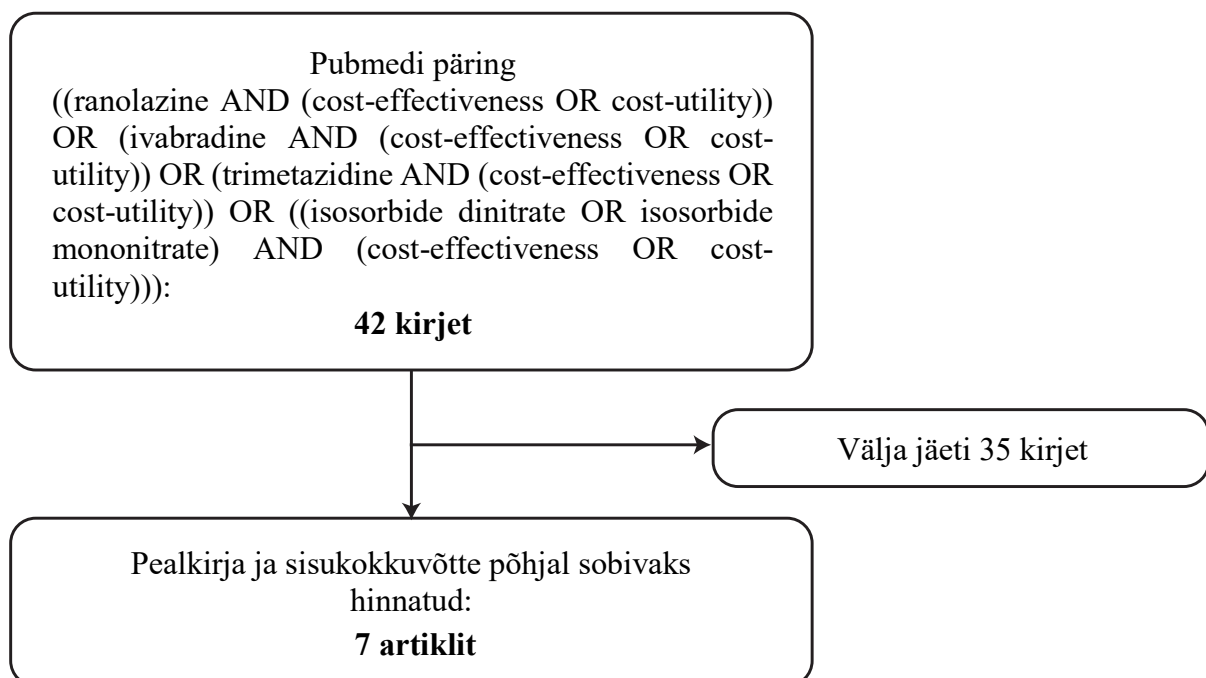 Pubmedi päring
((ranolazine AND (cost-effectiveness OR cost-utility))
OR (ivabradine AND (cost-effectiveness OR cost-
utility)) OR (trimetazidine AND (cost-effectiveness OR
cost-utility)) OR ((isosorbide dinitrate OR isosorbide
mononitrate) AND (cost-effectiveness OR cost-
utility))):
42 kirjet
Välja jäeti 35 kirjet
Pealkirja ja sisukokkuvõtte põhjal sobivaks
hinnatud:
7 artiklit